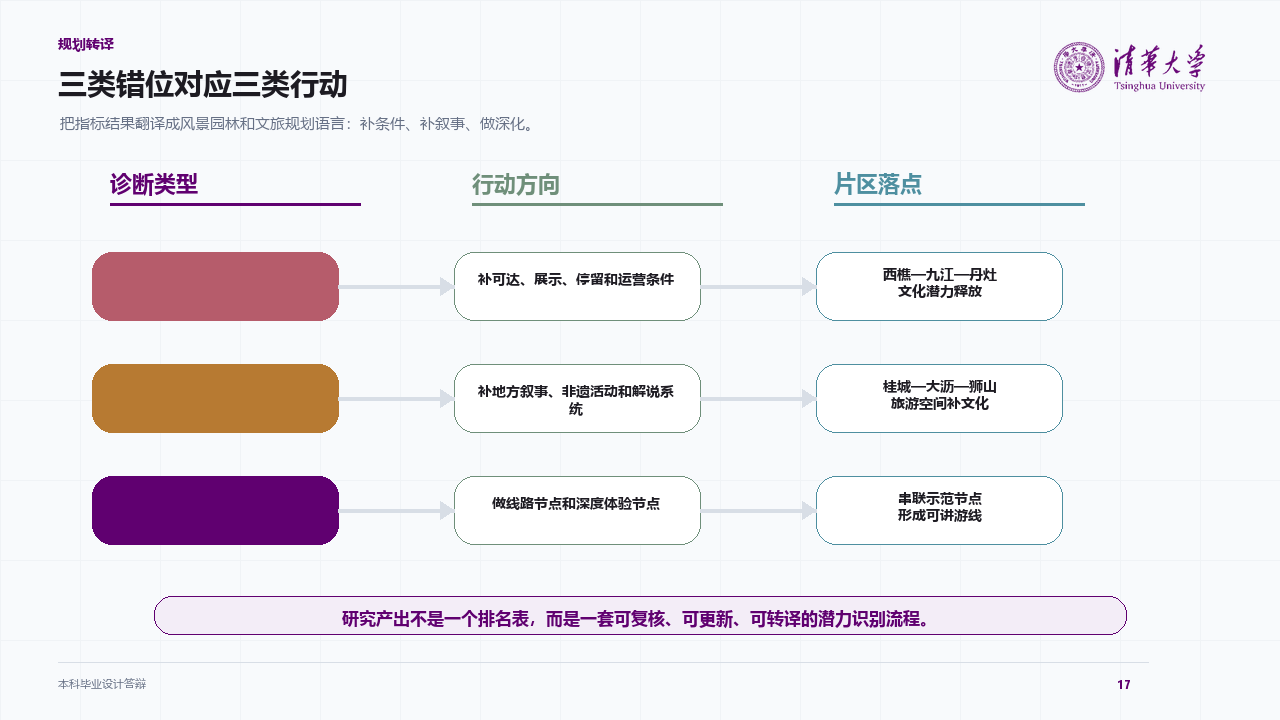 规划转译
三类错位对应三类行动
清华大学
Tsinghua University
把指标结果翻译成风景园林和文旅规划语言：补条件、补叙事、做深化。
诊断类型
行动方向
片区落点
补可达、展示、停留和运营条件
西樵—九江—丹灶
文化潜力释放
补地方叙事、非遗活动和解说系
统
桂城—大沥—狮山
旅游空间补文化
做线路节点和深度体验节点
串联示范节点
形成可讲游线
研究产出不是一个排名表，而是一套可复核、可更新、可转译的潜力识别流程。
本科毕业设计答辩
17